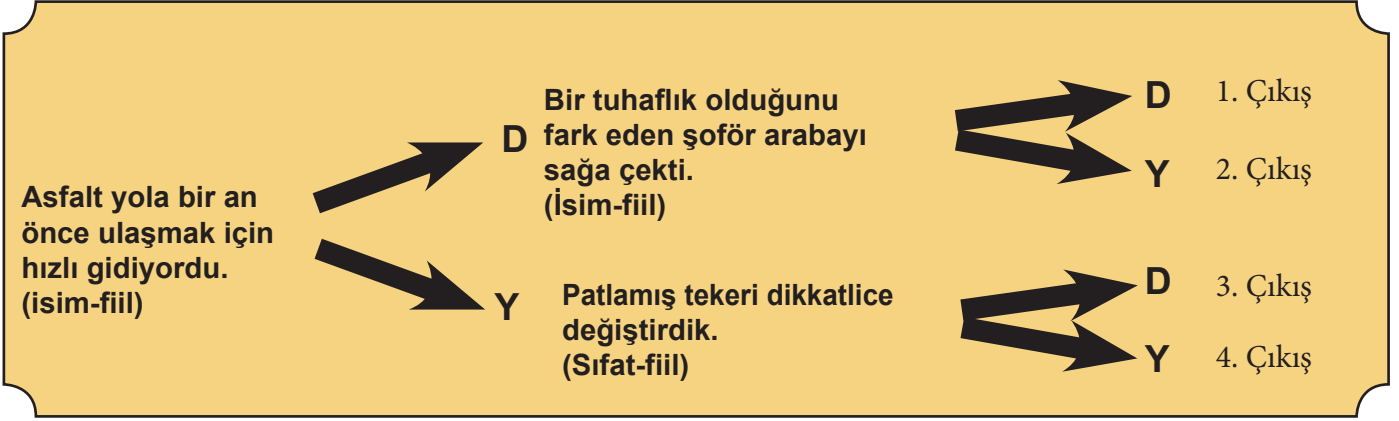 Asfalt yola bir an
önce ulaşmak için
hızlı gidiyordu.
(isim-fiil)
D
Bir tuhaflık olduğunu
fark eden şoför arabayı
sağa çekti.
(İsim-fiil)
D 1. Çıkış
Y 2. Çıkış
Y
Patlamış tekeri dikkatlice
değiştirdik.
(Sıfat-fiil)
D 3. Çıkış
Y 4. Çıkış